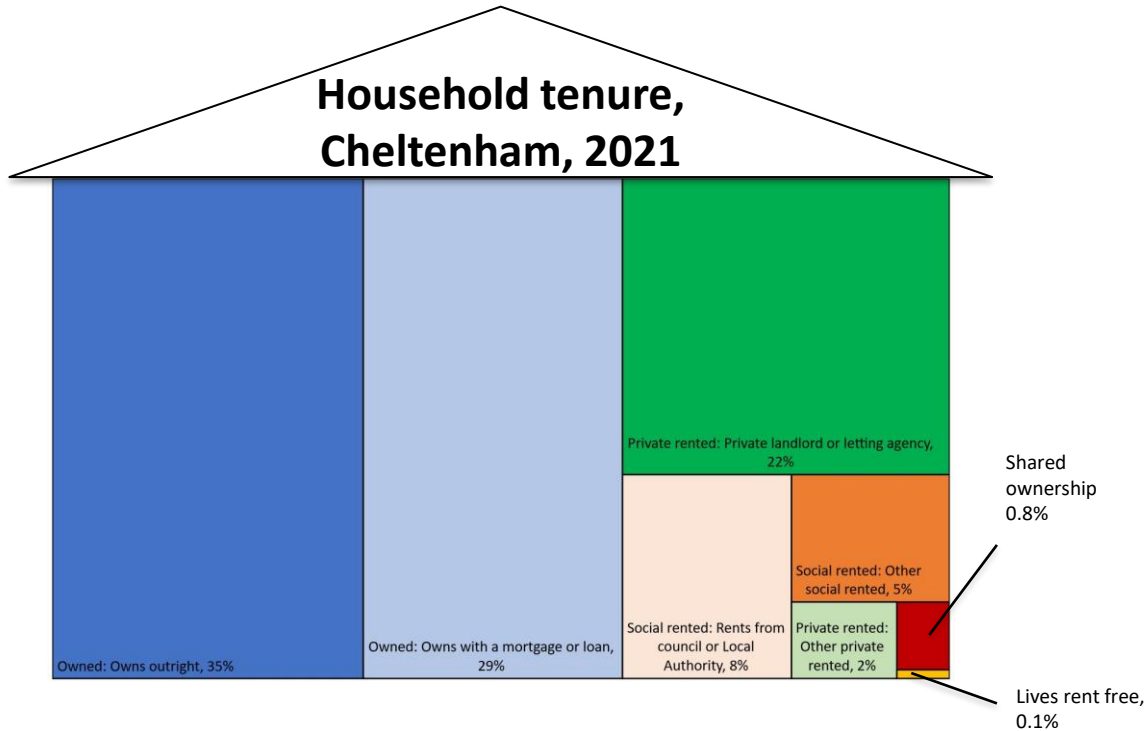 Household tenure,
Cheltenham, 2021
Owned: Owns outright, 35%
Owned: Owns with a mortgage or loan,
29%
Private rented: Private landlord or letting agency,
22%
Social rented: Rents from
council or Local
Authority, 8%
Social rented: Other
social rented, 5%
Private rented:
Other private
rented, 2%
Shared
ownership
0.8%
Lives rent free,
0.1%